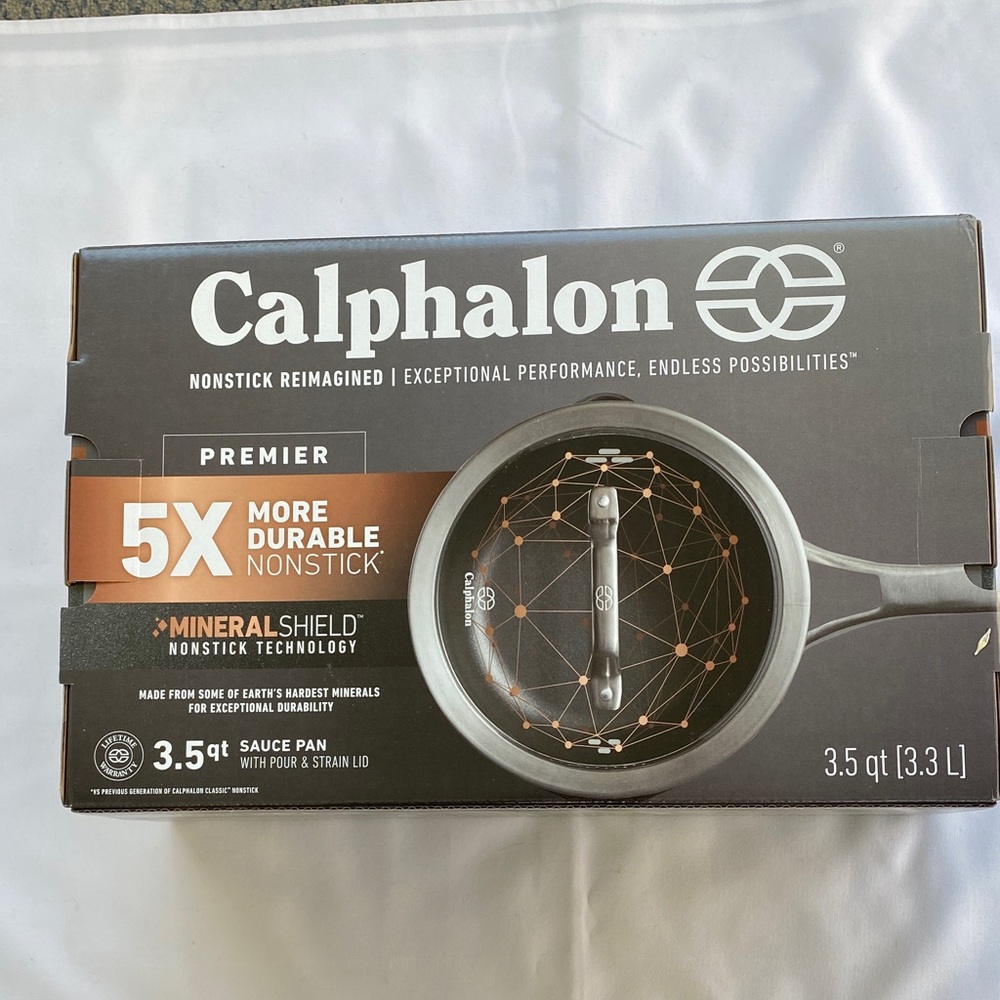 Calphalon ®
NONSTICK REIMAGINED | EXCEPTIONAL PERFORMANCE, ENDLESS POSSIBILITIES™
PREMIER
5X MORE
DURABLE
NONSTICK*
MINERALSHIELD™
NONSTICK TECHNOLOGY
MADE FROM SOME OF EARTH'S HARDEST MINERALS
FOR EXCEPTIONAL DURABILITY
LIFETIME
WARRANTY
3.5qt SAUCE PAN
WITH POUR & STRAIN LID
*VS PREVIOUS GENERATION OF CALPHALON CLASSIC™ NONSTICK
Calphalon
3.5 qt [3.3 L]